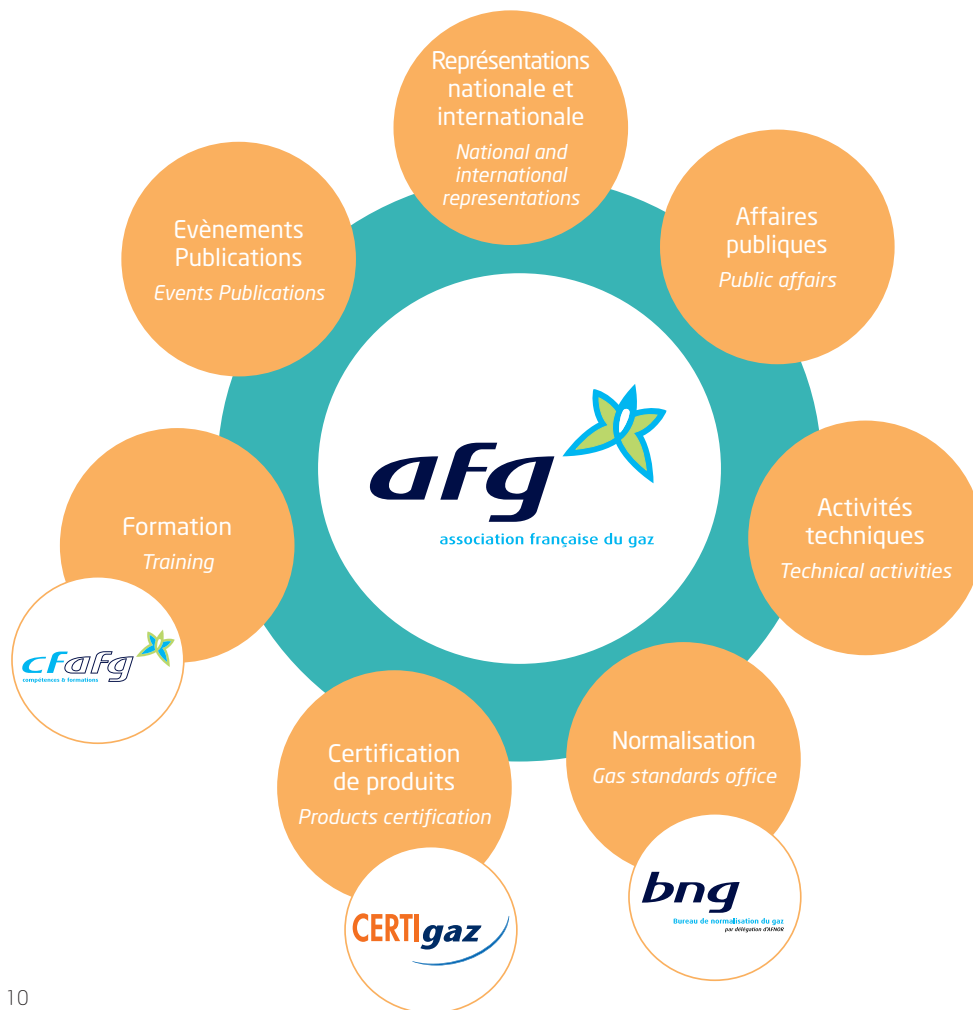 Représentations
nationale et
internationale
National and
international
representations
Affaires
publiques
Public affairs
Evènements
Publications
Events Publications
afg
association française du gaz
Activités
techniques
Technical activities
Formation
Training
cfafg
compétences & formations
Certification
de produits
Products certification
CERTIgaz
Normalisation
Gas standards office
bng
Bureau de normalisation du gaz
par délégation d'AFNOR
10